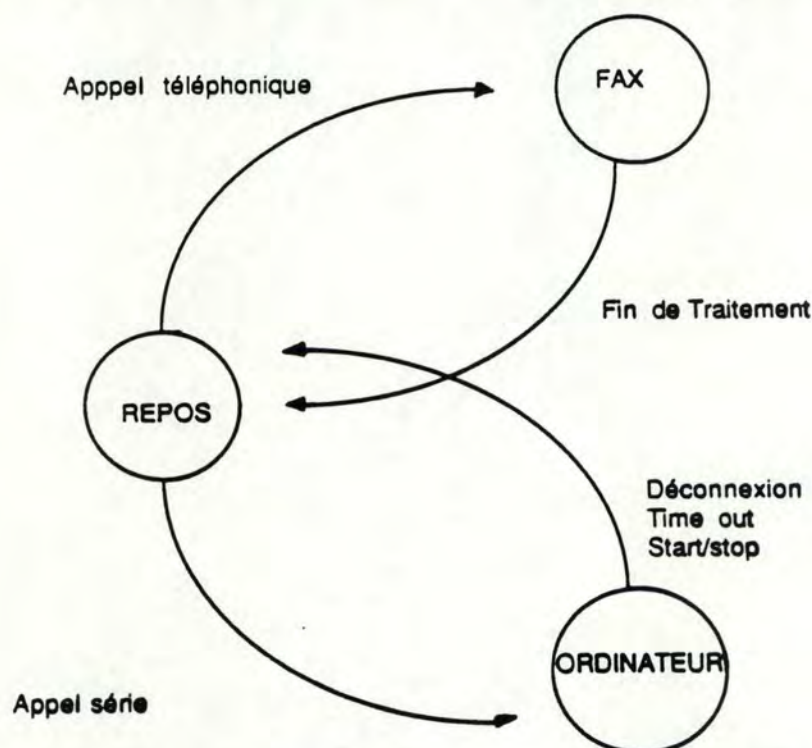 Apppel téléphonique
FAX
Fin de Traitement
REPOS
Déconnexion
Time out
Start/stop
ORDINATEUR
Appel série